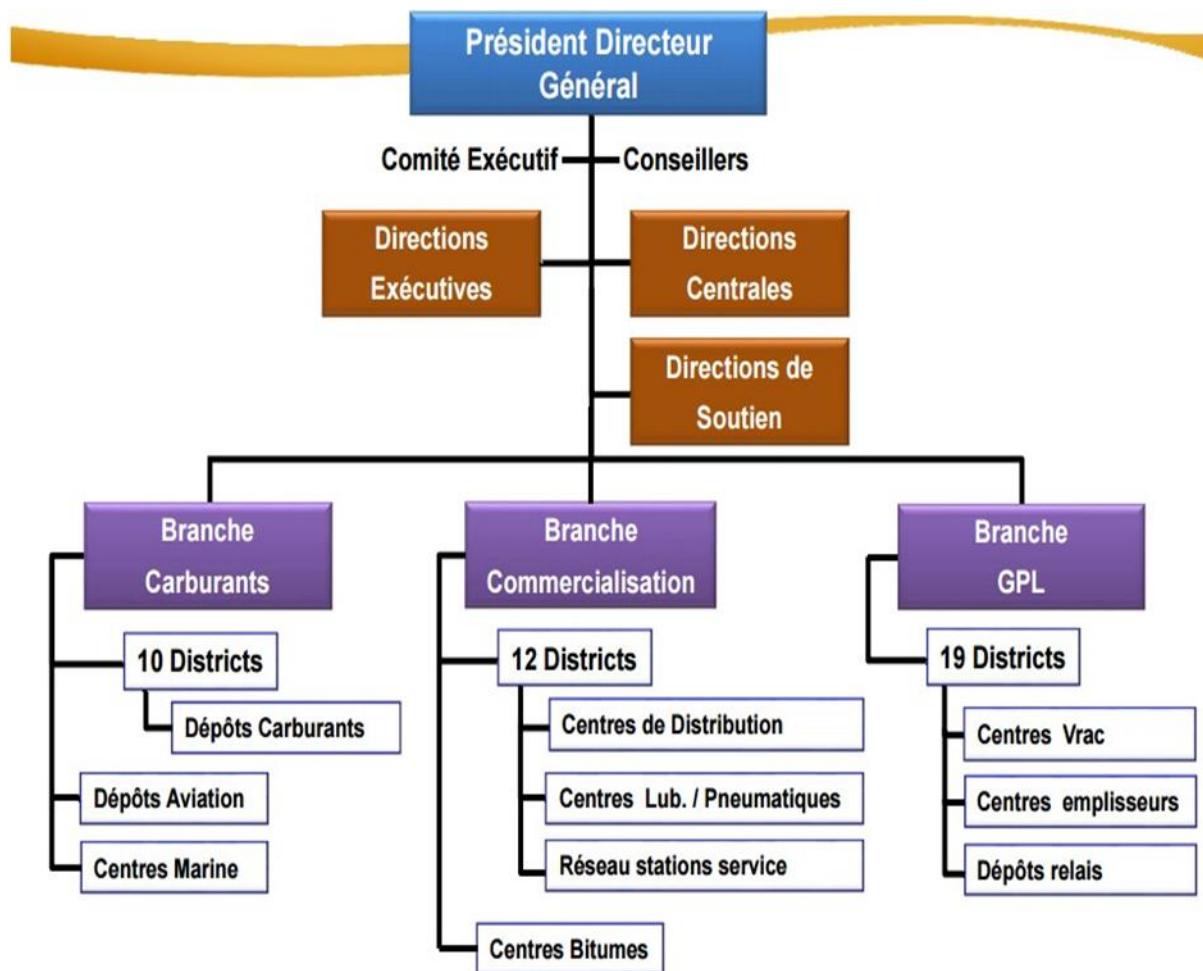 Président Directeur
Général
Comité Exécutif
Conseillers
Directions
Exécutives
Directions
Centrales
Directions de
Soutien
Branche
Carburants
10 Districts
Dépôts Carburants
Dépôts Aviation
Centres Marine
Branche
Commercialisation
12 Districts
Centres de Distribution
Centres Lub. / Pneumatiques
Réseau stations service
Centres Bitumes
Branche
GPL
19 Districts
Centres Vrac
Centres emplisseurs
Dépôts relais